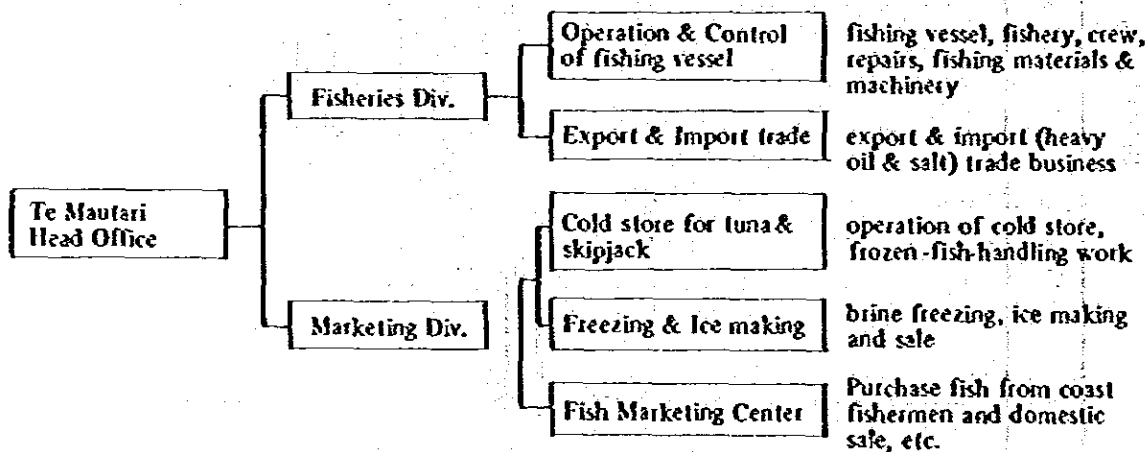 Te Mautari
Head Office
Fisheries Div.
Marketing Div.
Operation & Control
of fishing vessel
fishing vessel, fishery, crew,
repairs, fishing materials &
machinery
Export & Import trade
export & import (heavy
oil & salt) trade business
Cold store for tuna &
skipjack
operation of cold store,
frozen-fish-handling work
Freezing & Ice making
brine freezing, ice making
and sale
Fish Marketing Center
Purchase fish from coast
fishermen and domestic
sale, etc.